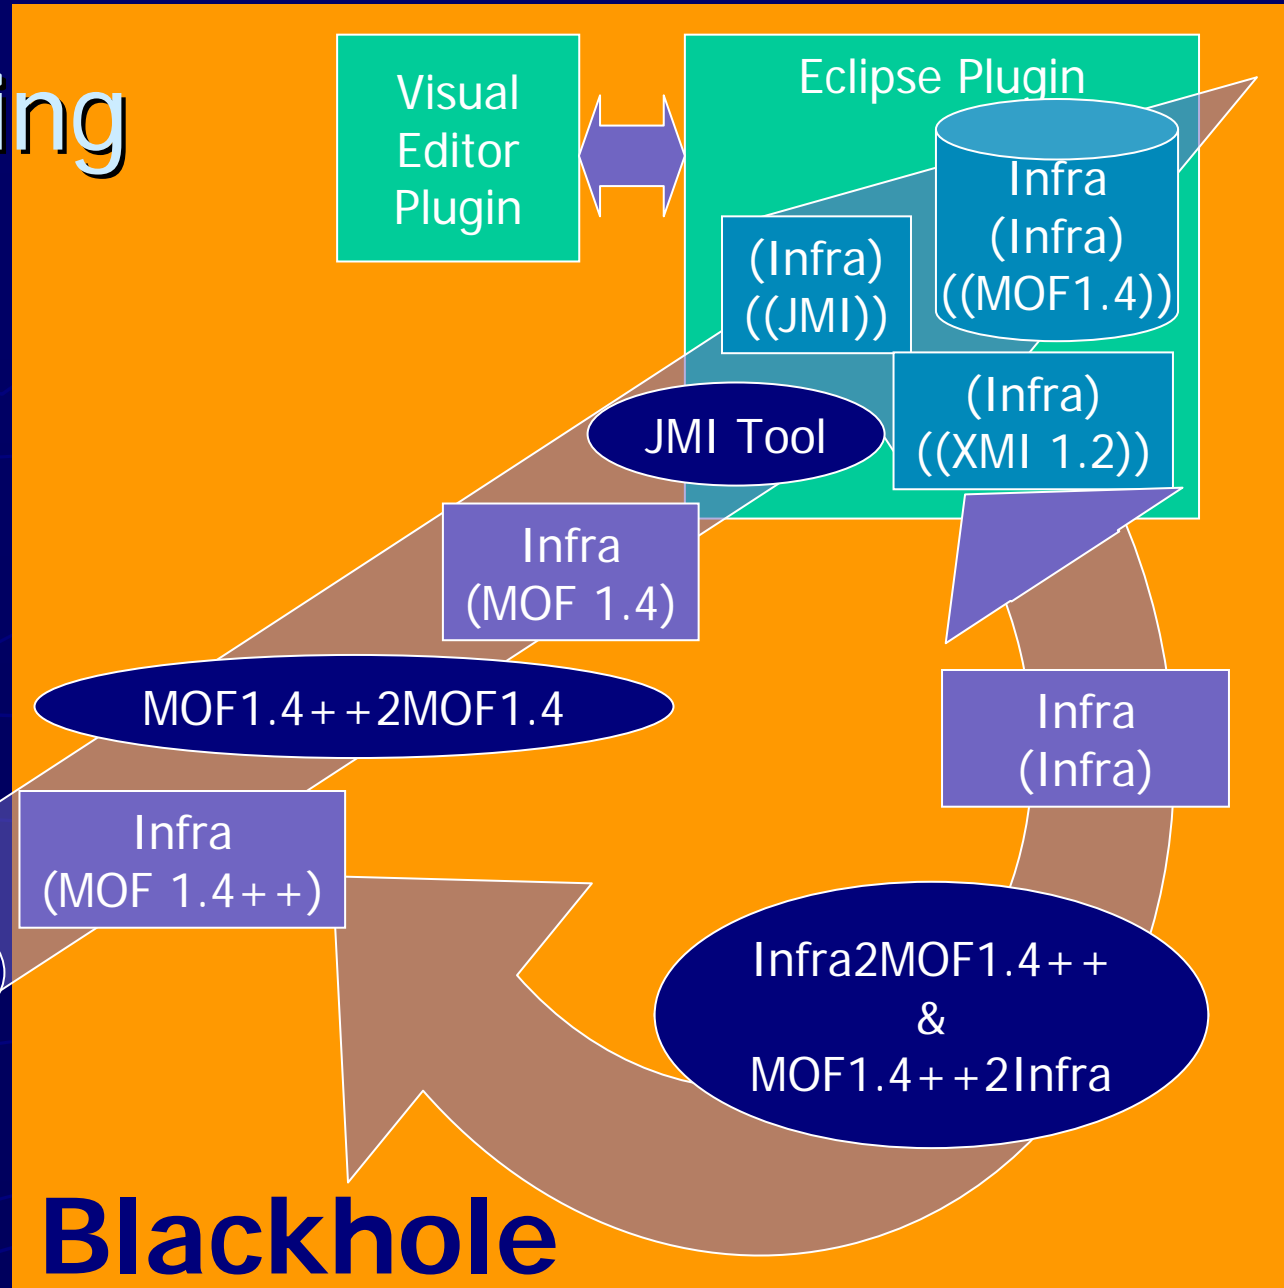 ing
Visual
Editor
Plugin
Eclipse Plugin
Infra
(Infra)
((MOF1.4))
(Infra)
((JMI))
(Infra)
((XMI 1.2))
JMI Tool
Infra
(MOF 1.4)
MOF1.4++2MOF1.4
Infra
(Infra)
Infra
(MOF 1.4++)
Infra2MOF1.4++
&
MOF1.4++2Infra
Blackhole